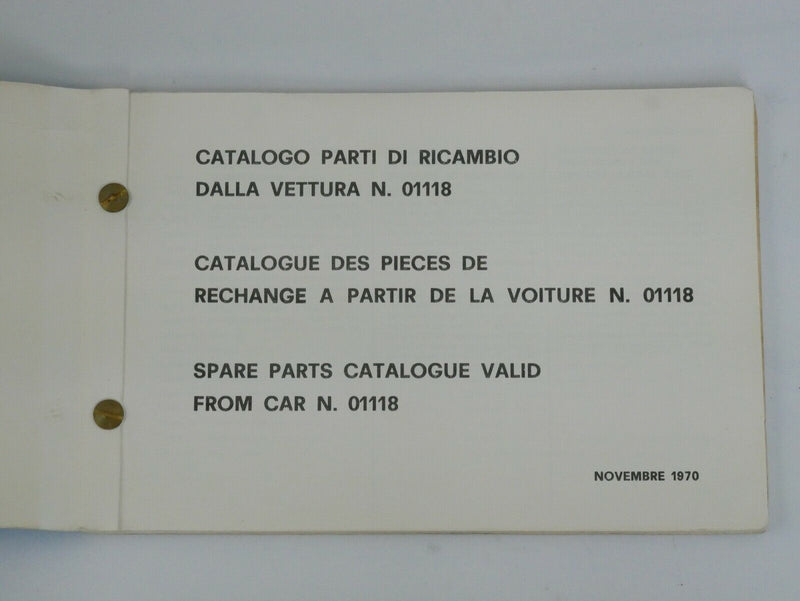 CATALOGO PARTI DI RICAMBIO
DALLA VETTURA N. 01118
CATALOGUE DES PIECES DE
RECHANGE A PARTIR DE LA VOITURE N. 01118
SPARE PARTS CATALOGUE VALID
FROM CAR N. 01118
NOVEMBRE 1970